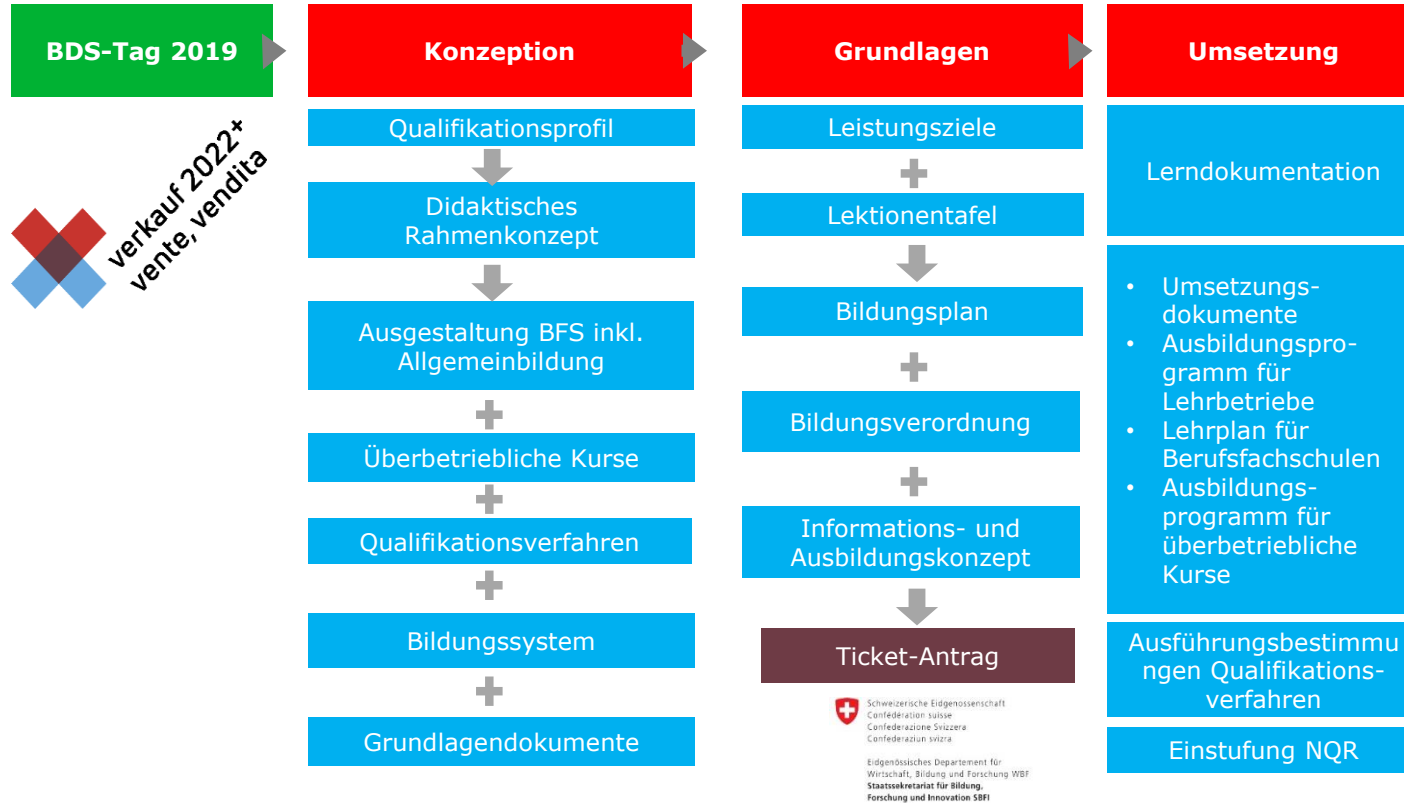 BDS-Tag 2019
verkauf 2022+
vente, vendita
Konzeption
Qualifikationsprofil
Didaktisches
Rahmenkonzept
Ausgestaltung BFS inkl.
Allgemeinbildung
Überbetriebliche Kurse
Qualifikationsverfahren
Bildungssystem
Grundlagendokumente
Grundlagen
Leistungsziele
Lektionentafel
Bildungsplan
Bildungsverordnung
Informations- und
Ausbildungskonzept
Ticket-Antrag
Schweizerische Eidgenossenschaft
Confédération suisse
Confederazione Svizzera
Confederaziun svizra
Eidgenössisches Departement für
Wirtschaft, Bildung und Forschung WBF
Staatssekretariat für Bildung,
Forschung und Innovation SBFI
Umsetzung
Lerndokumentation
• Umsetzungs-
dokumente
• Ausbildungspro-
gramm für
Lehrbetriebe
• Lehrplan für
Berufsfachschulen
• Ausbildungs-
programm für
überbetriebliche
Kurse
Ausführungsbestimmu
ngen Qualifikations-
verfahren
Einstufung NQR